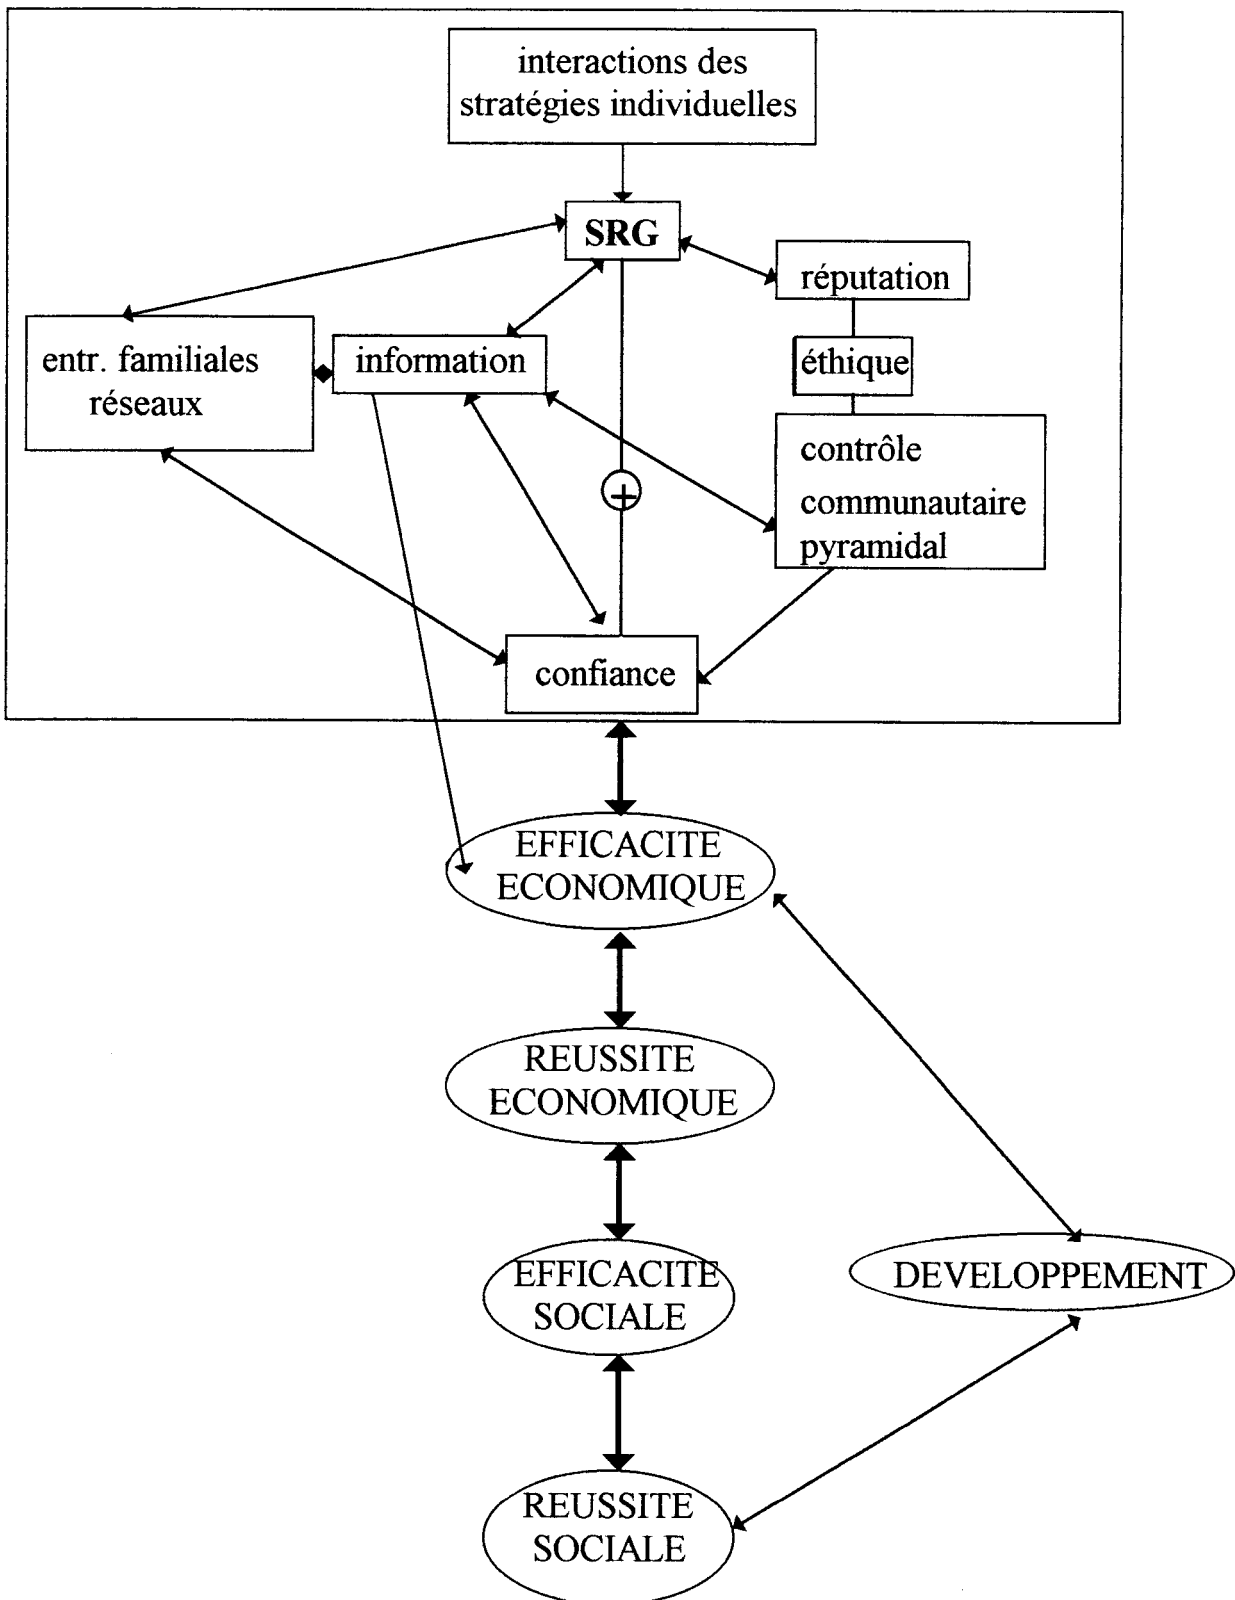 interactions des
stratégies individuelles
SRG
réputation
entr. familiales
réseaux
information
éthique
contrôle
communautaire
pyramidal
+
confiance
EFFICACITE
ECONOMIQUE
REUSSITE
ECONOMIQUE
EFFICACITE
SOCIALE
DEVELOPPEMENT
REUSSITE
SOCIALE